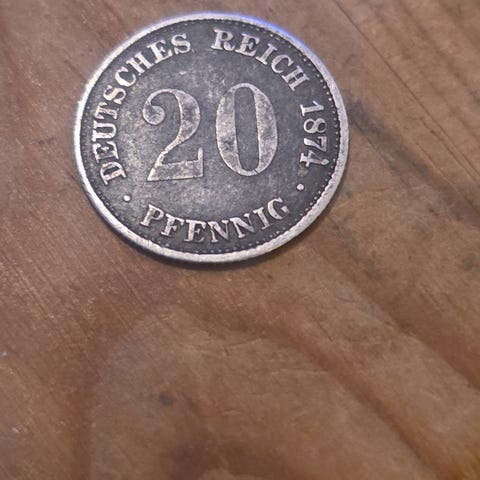 DEUTSCHES REICH 1874
20
· PFENNIG ·